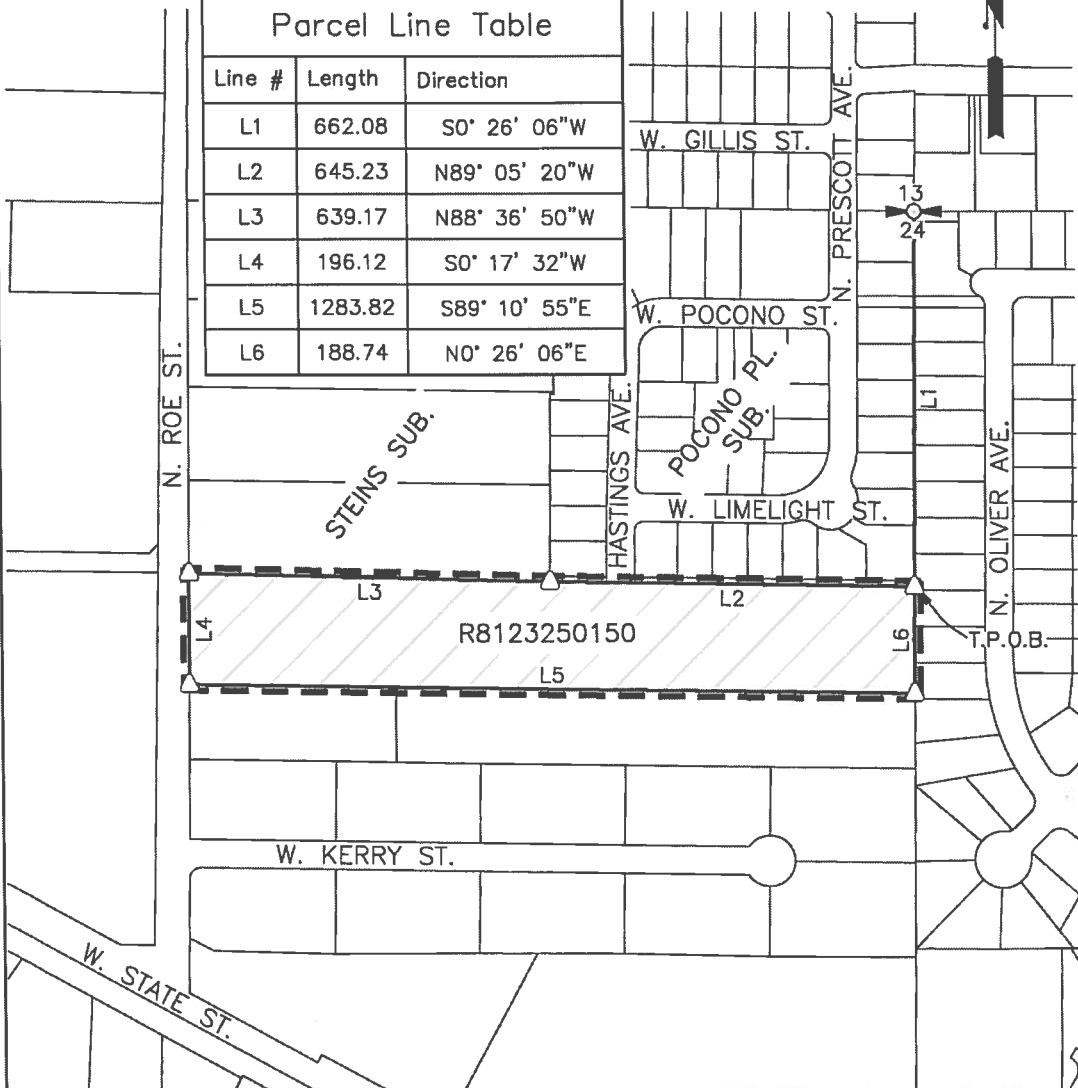 Parcel Line Table
Line # Length Direction
L1 662.08 S0° 26' 06"W
L2 645.23 N89° 05' 20"W
L3 639.17 N88° 36' 50"W
L4 196.12 S0° 17' 32"W
L5 1283.82 S89° 10' 55"E
L6 188.74 N0° 26' 06"E
W. GILLIS ST.
N. PRESCOTT AVE.
13
24
W. POCONO ST.
N. ROE ST.
STEINS SUB.
HASTINGS AVE.
POCONO PL.
SUB.
L1
N. OLIVER AVE.
W. LIMELIGHT ST.
L3
L2
L4
R8123250150
L6
T.P.O.B.
L5
W. KERRY ST.
W. STATE ST.